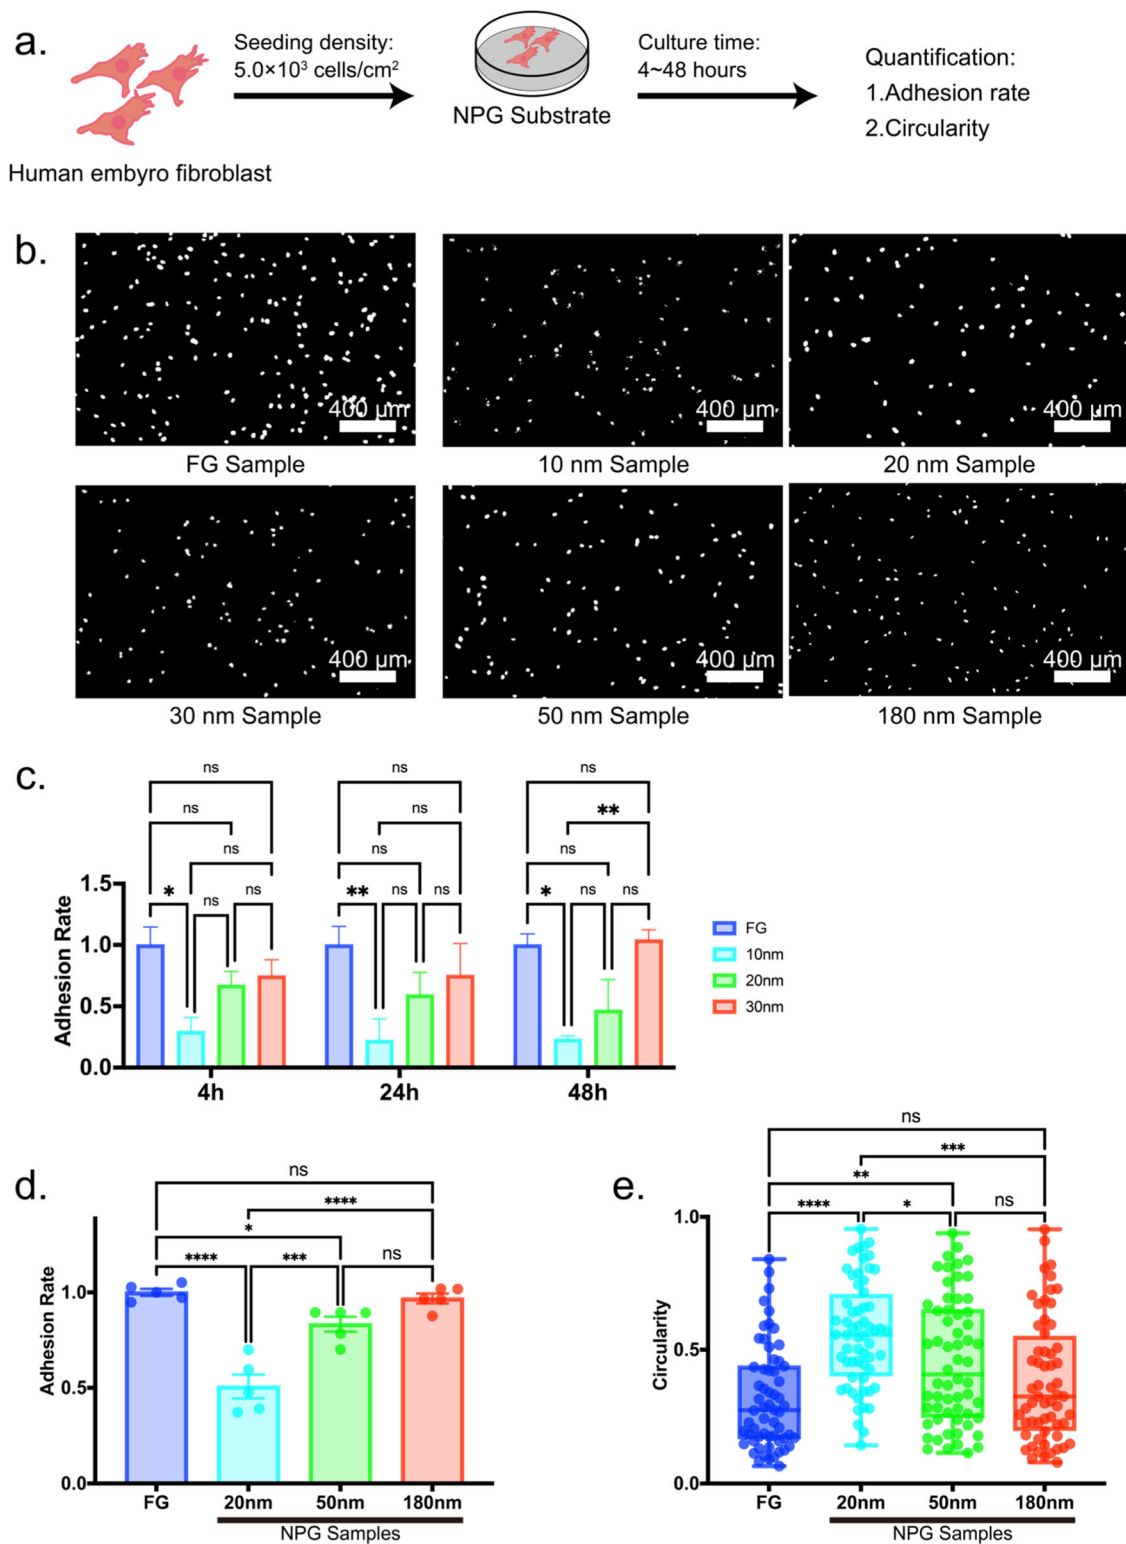 a.
Seeding density:
5.0×10³ cells/cm²
Culture time:
4~48 hours
Quantification:
1.Adhesion rate
2.Circularity
NPG Substrate
Human embyro fibroblast
b.
400 µm
400 µm
400 µm
FG Sample
10 nm Sample
20 nm Sample
400 µm
400 µm
400 µm
30 nm Sample
50 nm Sample
180 nm Sample
c.
ns
ns
ns
ns
ns
**
ns
ns
ns
*
ns
ns
**
ns
ns
*
ns
ns
Adhesion Rate
1.5
1.0
0.5
0.0
4h
24h
48h
FG
10nm
20nm
30nm
d.
ns
****
*
****
***
ns
Adhesion Rate
1.0
0.5
0.0
FG
20nm
50nm
180nm
NPG Samples
e.
ns
***
**
****
*
ns
Circularity
1.0
0.5
0.0
FG
20nm
50nm
180nm
NPG Samples